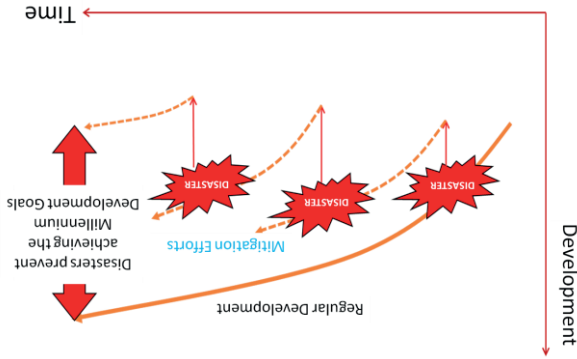 Development
Regular Development
Mitigation Efforts
Disasters prevent
achieving the
Millennium
Development Goals
DISASTER
DISASTER
DISASTER
Time